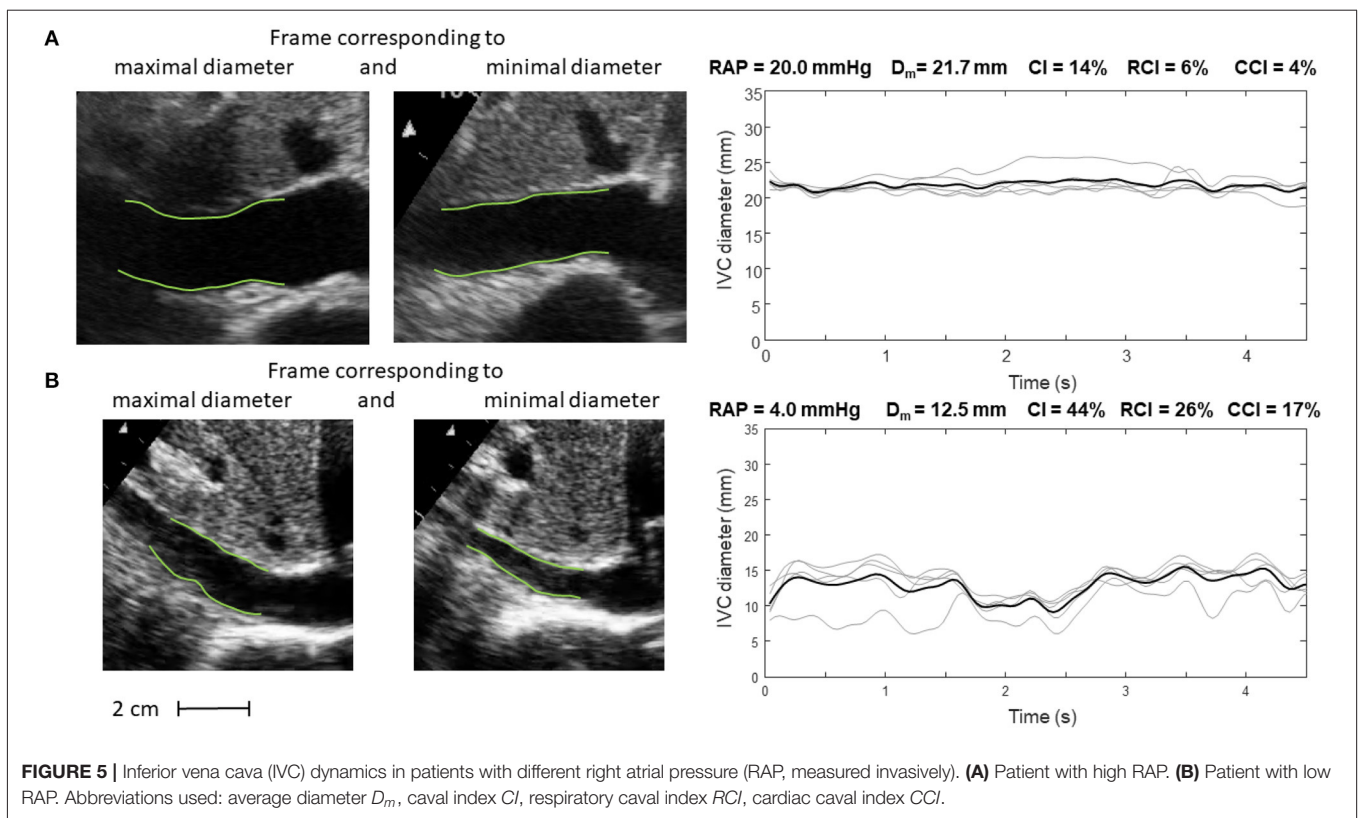 A
Frame corresponding to
maximal diameter and minimal diameter
RAP = 20.0 mmHg Dm= 21.7 mm CI = 14% RCI = 6% CCI = 4%
35
30
25
20
15
10
5
0
IVC diameter (mm)
0 1 2 3 4
Time (s)
B
Frame corresponding to
maximal diameter and minimal diameter
RAP = 4.0 mmHg Dm = 12.5 mm CI = 44% RCI = 26% CCI = 17%
35
30
25
20
15
10
5
0
IVC diameter (mm)
0 1 2 3 4
Time (s)
2 cm
FIGURE 5 | Inferior vena cava (IVC) dynamics in patients with different right atrial pressure (RAP, measured invasively). (A) Patient with high RAP. (B) Patient with low
RAP. Abbreviations used: average diameter Dm, caval index CI, respiratory caval index RCI, cardiac caval index CCI.